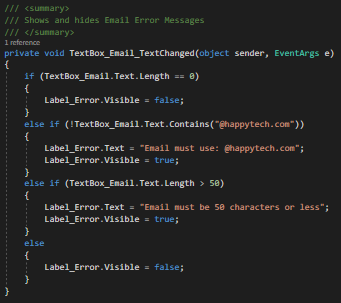 /// <summary>
/// Shows and hides Email Error Messages
/// </summary>
1 reference
private void TextBox_Email_TextChanged(object sender, EventArgs e)
{
if (TextBox_Email.Text.Length == 0)
{
Label_Error.Visible = false;
}
else if (!TextBox_Email.Text.Contains("@happytech.com"))
{
Label_Error.Text = "Email must use: @happytech.com";
Label_Error.Visible = true;
}
else if (TextBox_Email.Text.Length > 50)
{
Label_Error.Text = "Email must be 50 characters or less";
Label_Error.Visible = true;
}
else
{
Label_Error.Visible = false;
}
}